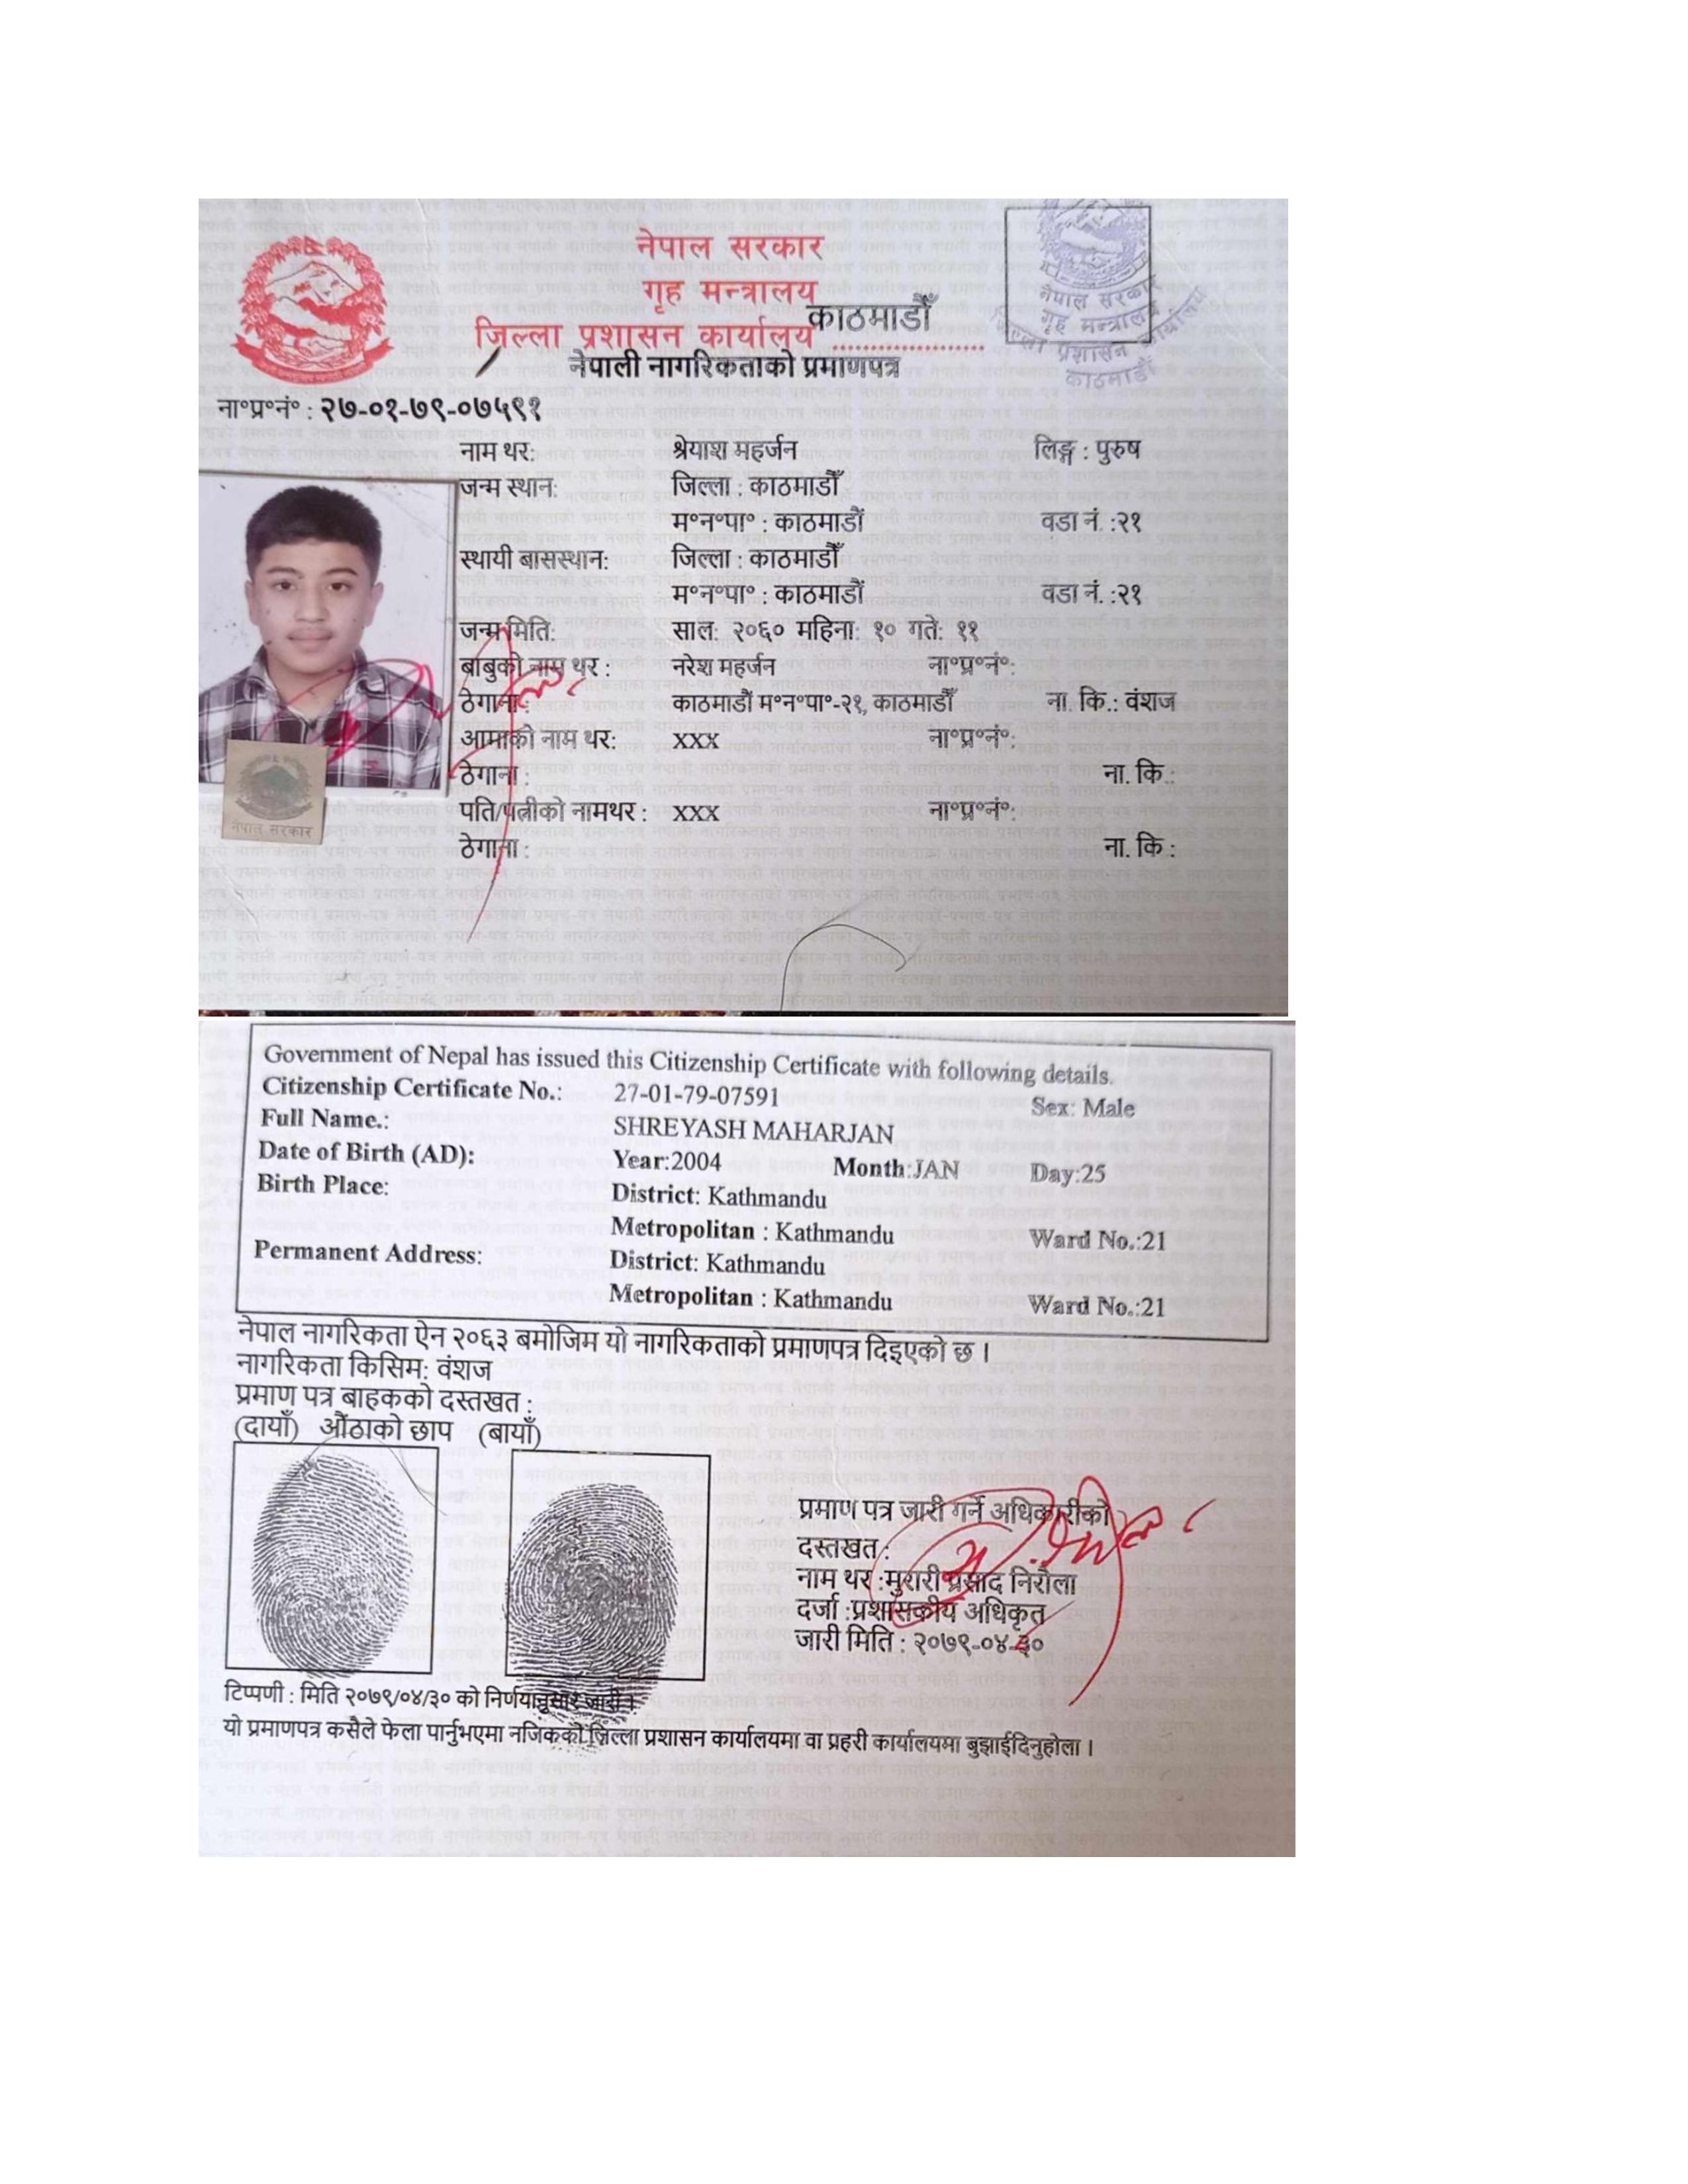 नेपाल सरकार
गृह मन्त्रालय
जिल्ला प्रशासन कार्यालय काठमाडौँ
नेपाली नागरिकताको प्रमाणपत्र
नेपाल सरकार
गृह मन्त्रालय
जिल्ला प्रशासन कार्यालय
काठमाडौँ
ना॰प्र॰नं॰ : २७-०१-७९-०७५९१
नाम थर: श्रेयाश महर्जन लिङ्ग : पुरुष
जन्म स्थान: जिल्ला : काठमाडौँ
म॰न॰पा॰ : काठमाडौं वडा नं. :२१
स्थायी बासस्थान: जिल्ला : काठमाडौँ
म॰न॰पा॰ : काठमाडौं वडा नं. :२१
जन्म मिति: साल: २०६० महिना: १० गते: ११
बाबुको नाम थर : नरेश महर्जन ना॰प्र॰नं॰:
ठेगाना : काठमाडौं म॰न॰पा॰-२१, काठमाडौँ ना. कि.: वंशज
आमाको नाम थर: xxx ना॰प्र॰नं॰:
ठेगाना : ना. कि.:
पति/पत्नीको नामथर : xxx ना॰प्र॰नं॰:
ठेगाना : ना. कि :
नेपाल सरकार
Government of Nepal has issued this Citizenship Certificate with following details.
Citizenship Certificate No.: 27-01-79-07591 Sex: Male
Full Name.: SHREYASH MAHARJAN
Date of Birth (AD): Year:2004 Month:JAN Day:25
Birth Place: District: Kathmandu
Metropolitan : Kathmandu Ward No.:21
Permanent Address: District: Kathmandu
Metropolitan : Kathmandu Ward No.:21
नेपाल नागरिकता ऐन २०६३ बमोजिम यो नागरिकताको प्रमाणपत्र दिइएको छ ।
नागरिकता किसिम: वंशज
प्रमाण पत्र बाहकको दस्तखत :
(दायाँ) औंठाको छाप (बायाँ)
प्रमाण पत्र जारी गर्ने अधिकारीको
दस्तखत :
नाम थर :मुरारी प्रसाद निरौला
दर्जा :प्रशासकीय अधिकृत
जारी मिति : २०७९-०४-३०
टिप्पणी : मिति २०७९/०४/३० को निर्णयानुसार जारी ।
यो प्रमाणपत्र कसैले फेला पार्नुभएमा नजिकको जिल्ला प्रशासन कार्यालयमा वा प्रहरी कार्यालयमा बुझाईदिनुहोला ।